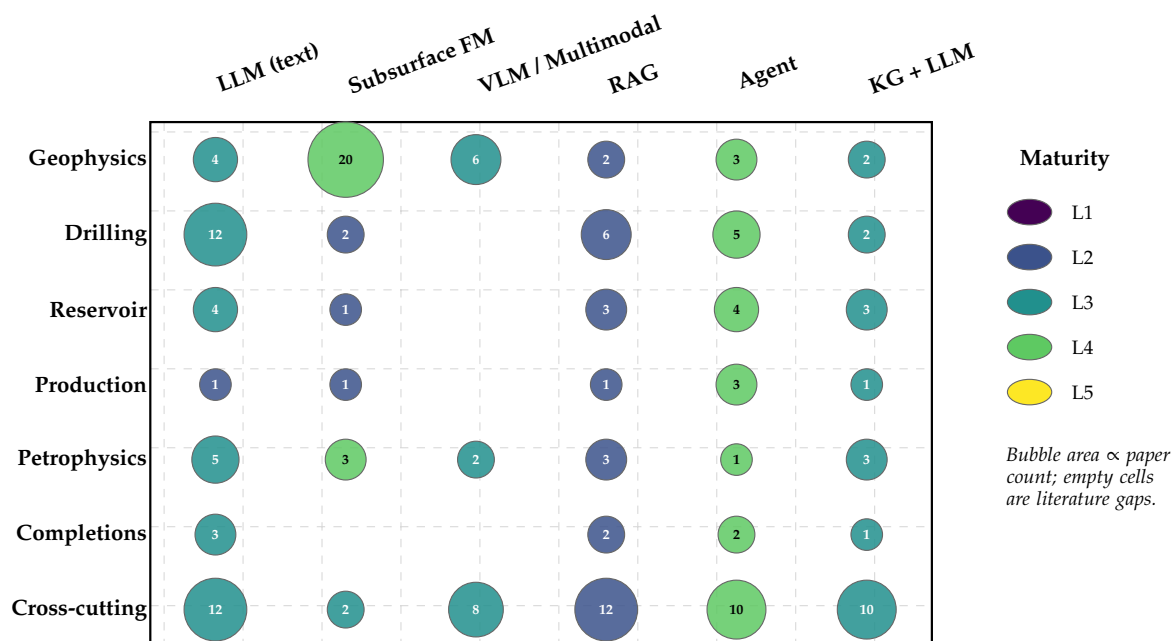 LLM (text)
Subsurface FM
VLM / Multimodal
RAG
Agent
KG + LLM
Geophysics
4
20
6
2
3
2
Drilling
12
2
6
5
2
Reservoir
4
1
3
4
3
Production
1
1
1
3
1
Petrophysics
5
3
2
3
1
3
Completions
3
2
2
1
Cross-cutting
12
2
8
12
10
10
Maturity
L1
L2
L3
L4
L5
Bubble area ∝ paper
count; empty cells
are literature gaps.